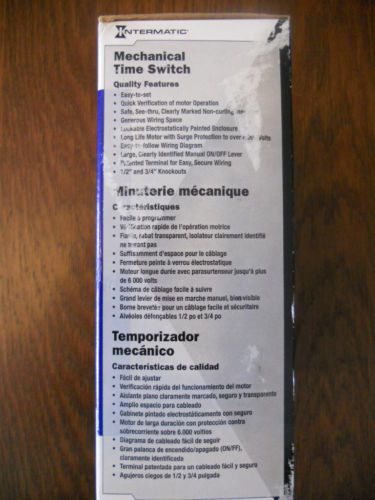 INTERMATIC®
Mechanical
Time Switch
Quality Features
• Easy-to-set
• Quick Verification of motor Operation
• Safe, See-thru, Clearly Marked Non-curling
• Generous Wiring Space
• Lockable Electrostatically Painted Enclosure
• Long Life Motor with Surge Protection to over Volts
• Easy-to-follow Wiring Diagram
• Large, Clearly Identified Manual ON/OFF Lever
• Patented Terminal for Easy, Secure Wiring
• 1/2" and 3/4" Knockouts
Minuterie mécanique
Caractéristiques
• Facile à programmer
• Vérification rapide de l'opération motrice
• rabat transparent, isolateur clairement identifié
ne pas
• Suffisamment d'espace pour le câblage
• Fermeture peinte à verrou électrostatique
• Moteur longue durée avec parasurtenseur jusqu'à plus
de 6 000 volts
• Schéma de câblage facile à suivre
• Grand levier de mise en marche manuel, bien visible
• Borne brevetée pour un câblage facile et sécuritaire
• Alvéoles défonçables 1/2 po et 3/4 po
Temporizador
mecánico
Características de calidad
• Fácil de ajustar
• Verificación rápida del funcionamiento del motor
• Aislante plano claramente marcado, seguro y transparente
• Amplio espacio para cableado
• Gabinete pintado electrostáticamente con seguro
• Motor de larga duración con protección contra
sobrecorriente sobre 6.000 voltios
• Diagrama de cableado fácil de seguir
• Gran palanca de encendido/apagado (ON/FF),
claramente identificada
• Terminal patentada para un cableado fácil y seguro
• Agujeros ciegos de 1/2 y 3/4 pulgada